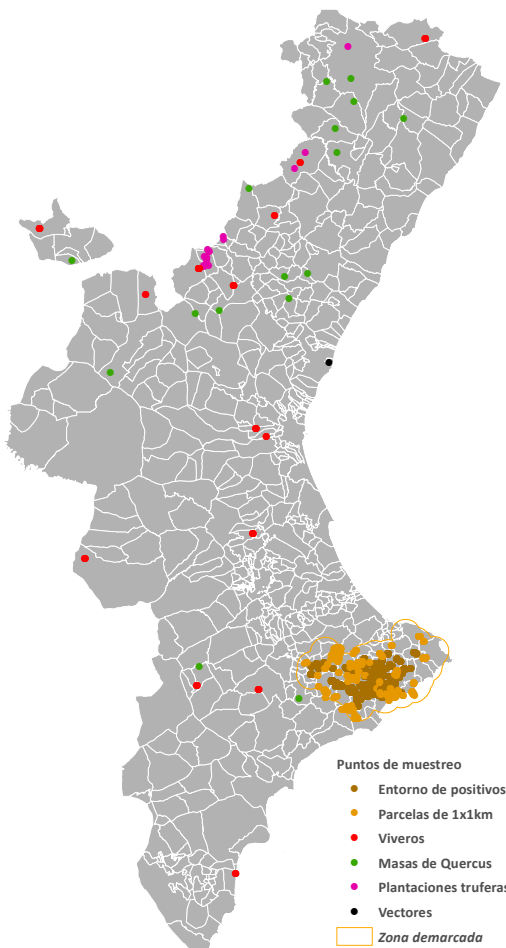 Puntos de muestreo
Entorno de positivos
Parcelas de 1x1km
Viveros
Masas de Quercus
Plantaciones truferas
Vectores
Zona demarcada